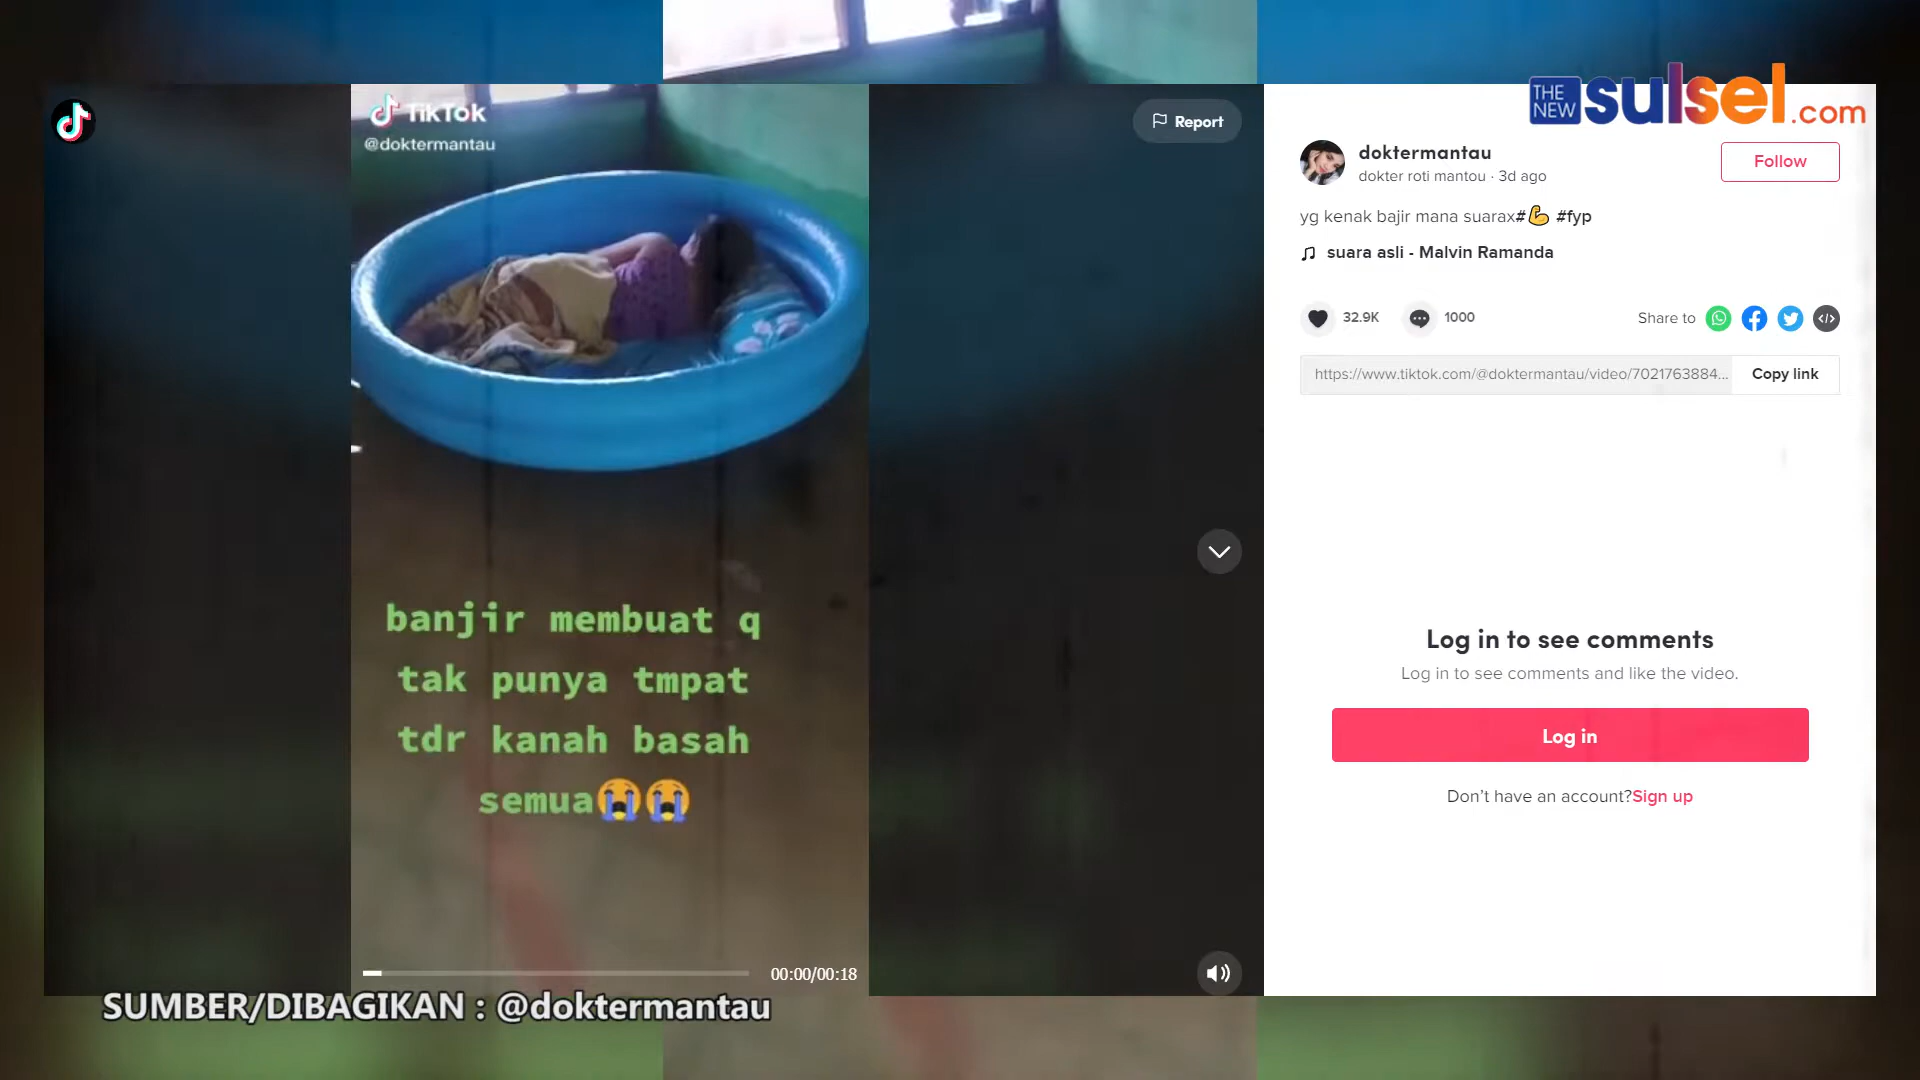 THE NEW sulsel.com
TikTok
@doktermantau
Report
doktermantau
dokter roti mantou · 3d ago
Follow
yg kenak bajir mana suarax#💪 #fyp
suara asli - Malvin Ramanda
32.9K
1000
Share to
https://www.tiktok.com/@doktermantau/video/7021763884...
Copy link
banjir membuat q
tak punya tmpat
tdr kanah basah
semua😭😭
Log in to see comments
Log in to see comments and like the video.
Log in
Don't have an account?Sign up
00:00/00:18
SUMBER/DIBAGIKAN : @doktermantau